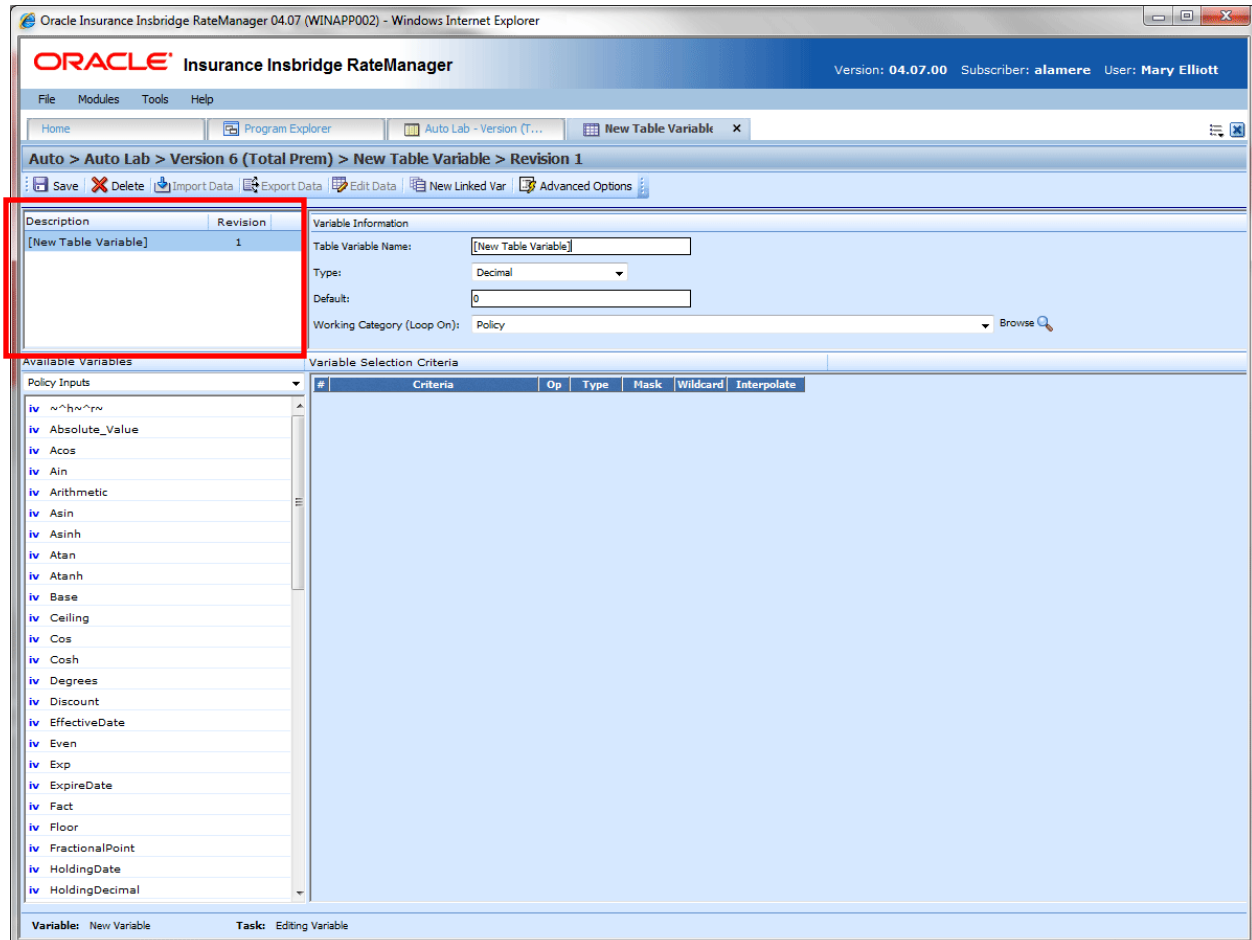 Oracle Insurance Insbridge RateManager 04.07 (WINAPP002) - Windows Internet Explorer
ORACLE Insurance Insbridge RateManager
Version: 04.07.00 Subscriber: alamere User: Mary Elliott
File Modules Tools Help
Home Program Explorer Auto Lab - Version (T... New Table Variable x
Auto > Auto Lab > Version 6 (Total Prem) > New Table Variable > Revision 1
Save Delete Import Data Export Data Edit Data New Linked Var Advanced Options
Description Revision
[New Table Variable] 1
Variable Information
Table Variable Name: [New Table Variable]
Type: Decimal
Default: 0
Working Category (Loop On): Policy Browse
Available Variables
Policy Inputs
iv ~^h~^r~
iv Absolute_Value
iv Acos
iv Ain
iv Arithmetic
iv Asin
iv Asinh
iv Atan
iv Atanh
iv Base
iv Ceiling
iv Cos
iv Cosh
iv Degrees
iv Discount
iv EffectiveDate
iv Even
iv Exp
iv ExpireDate
iv Fact
iv Floor
iv FractionalPoint
iv HoldingDate
iv HoldingDecimal
Variable Selection Criteria
# Criteria Op Type Mask Wildcard Interpolate
Variable: New Variable Task: Editing Variable